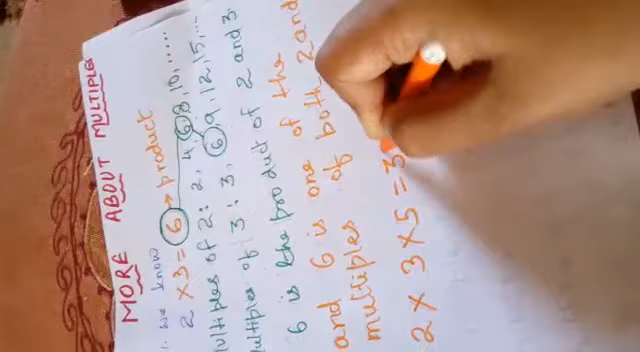 MORE ABOUT MULTIPLES
1. We know
2 × 3 = 6 → product
Multiples of 2: 2, 4, 6, 8, 10, .....
Multiples of 3: 3, 6, 9, 12, 15, ...
6 is the product of 2 and 3
and 6 is one of the
multiples of both 2 and
2 × 3 × 5 = 3